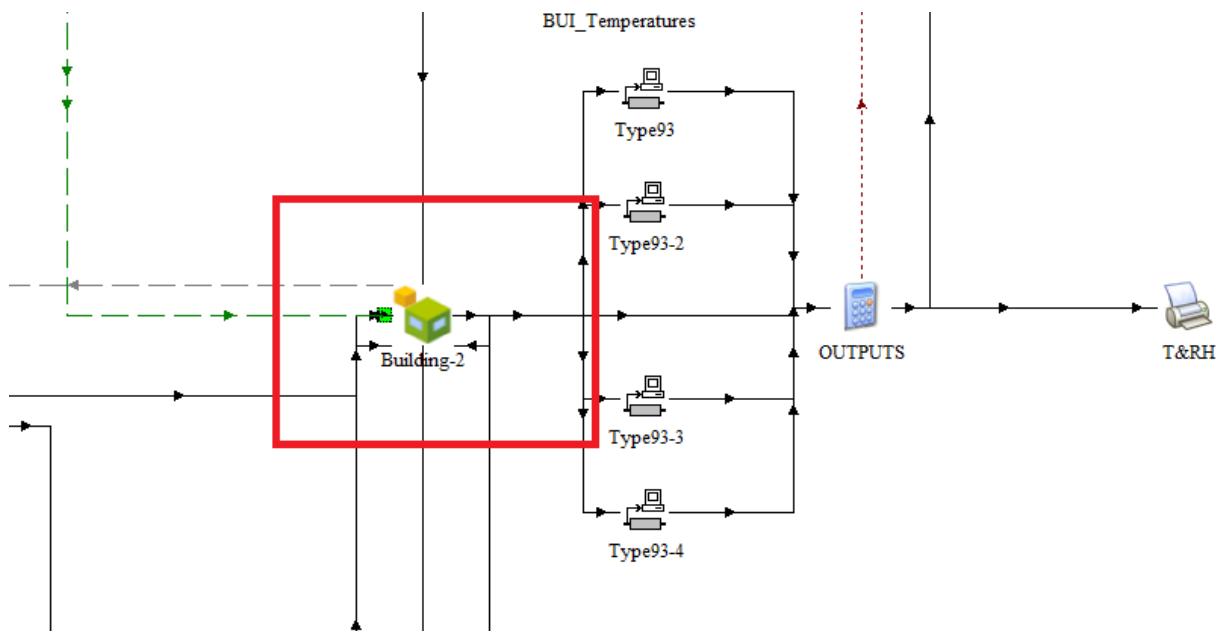 BUI_Temperatures
Type93
Type93-2
Building-2
OUTPUTS
T&RH
Type93-3
Type93-4